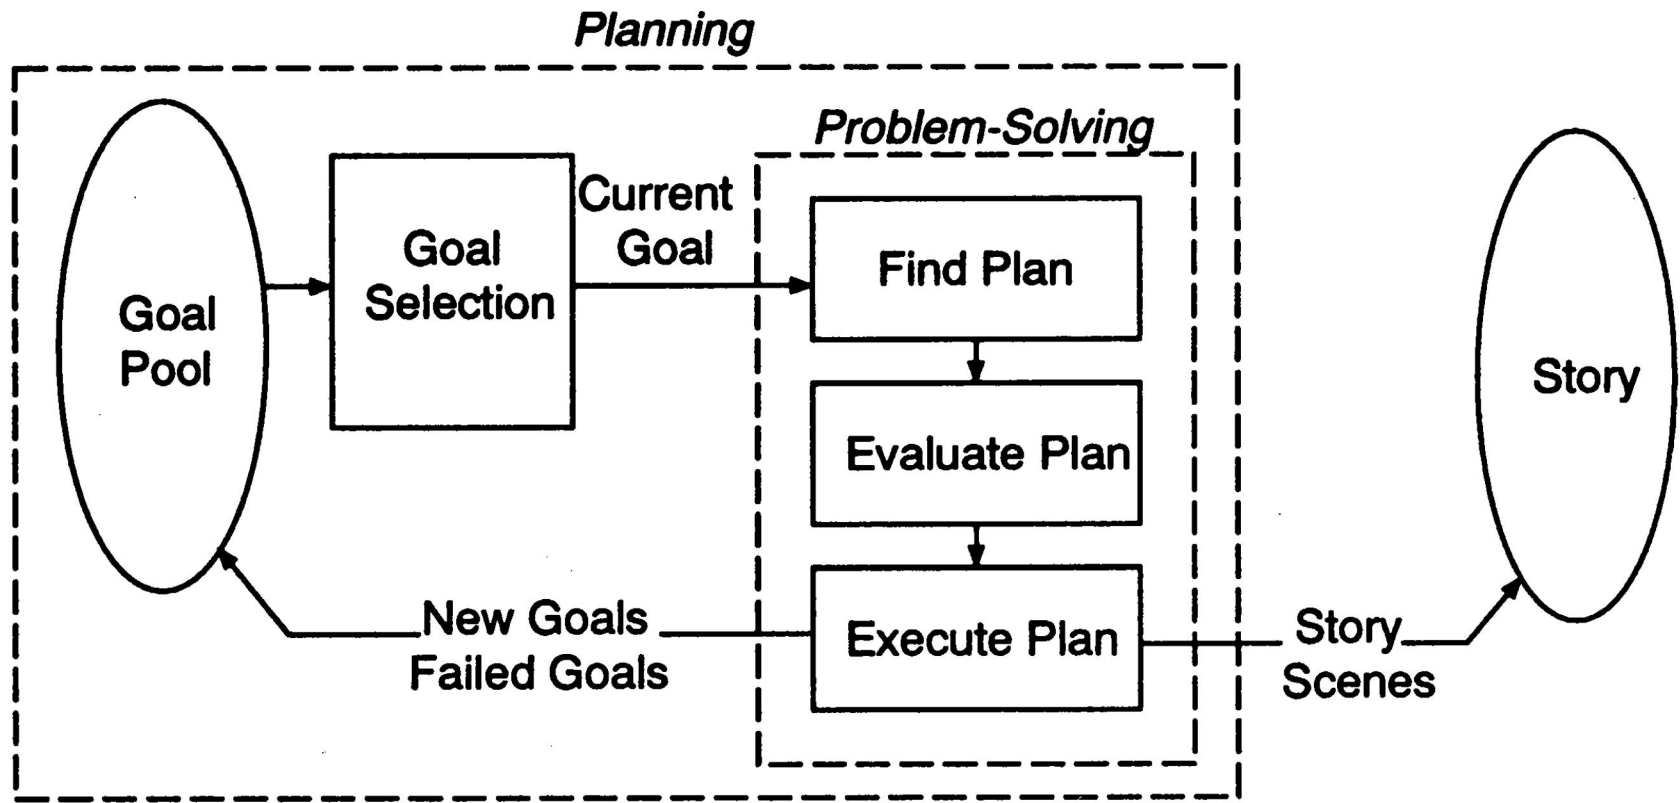 Planning
Problem-Solving
Goal
Pool
Goal
Selection
Current
Goal
Find Plan
Evaluate Plan
Execute Plan
New Goals
Failed Goals
Story
Scenes
Story